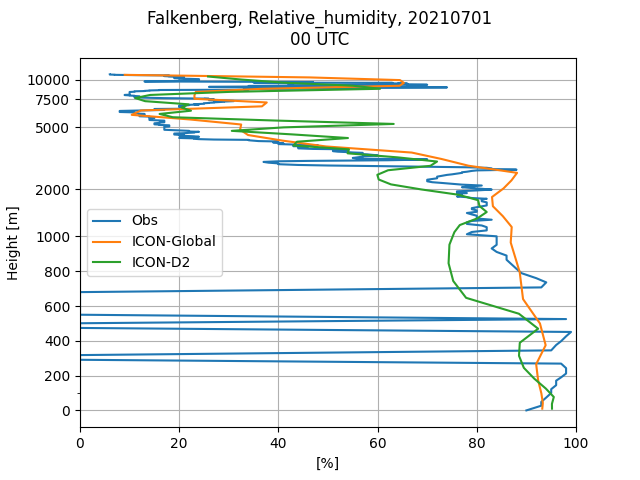 Falkenberg, Relative_humidity, 20210701
00 UTC
10000
7500
5000
2000
1000
800
600
400
200
0
Height [m]
Obs
ICON-Global
ICON-D2
0 20 40 60 80 100
[%]